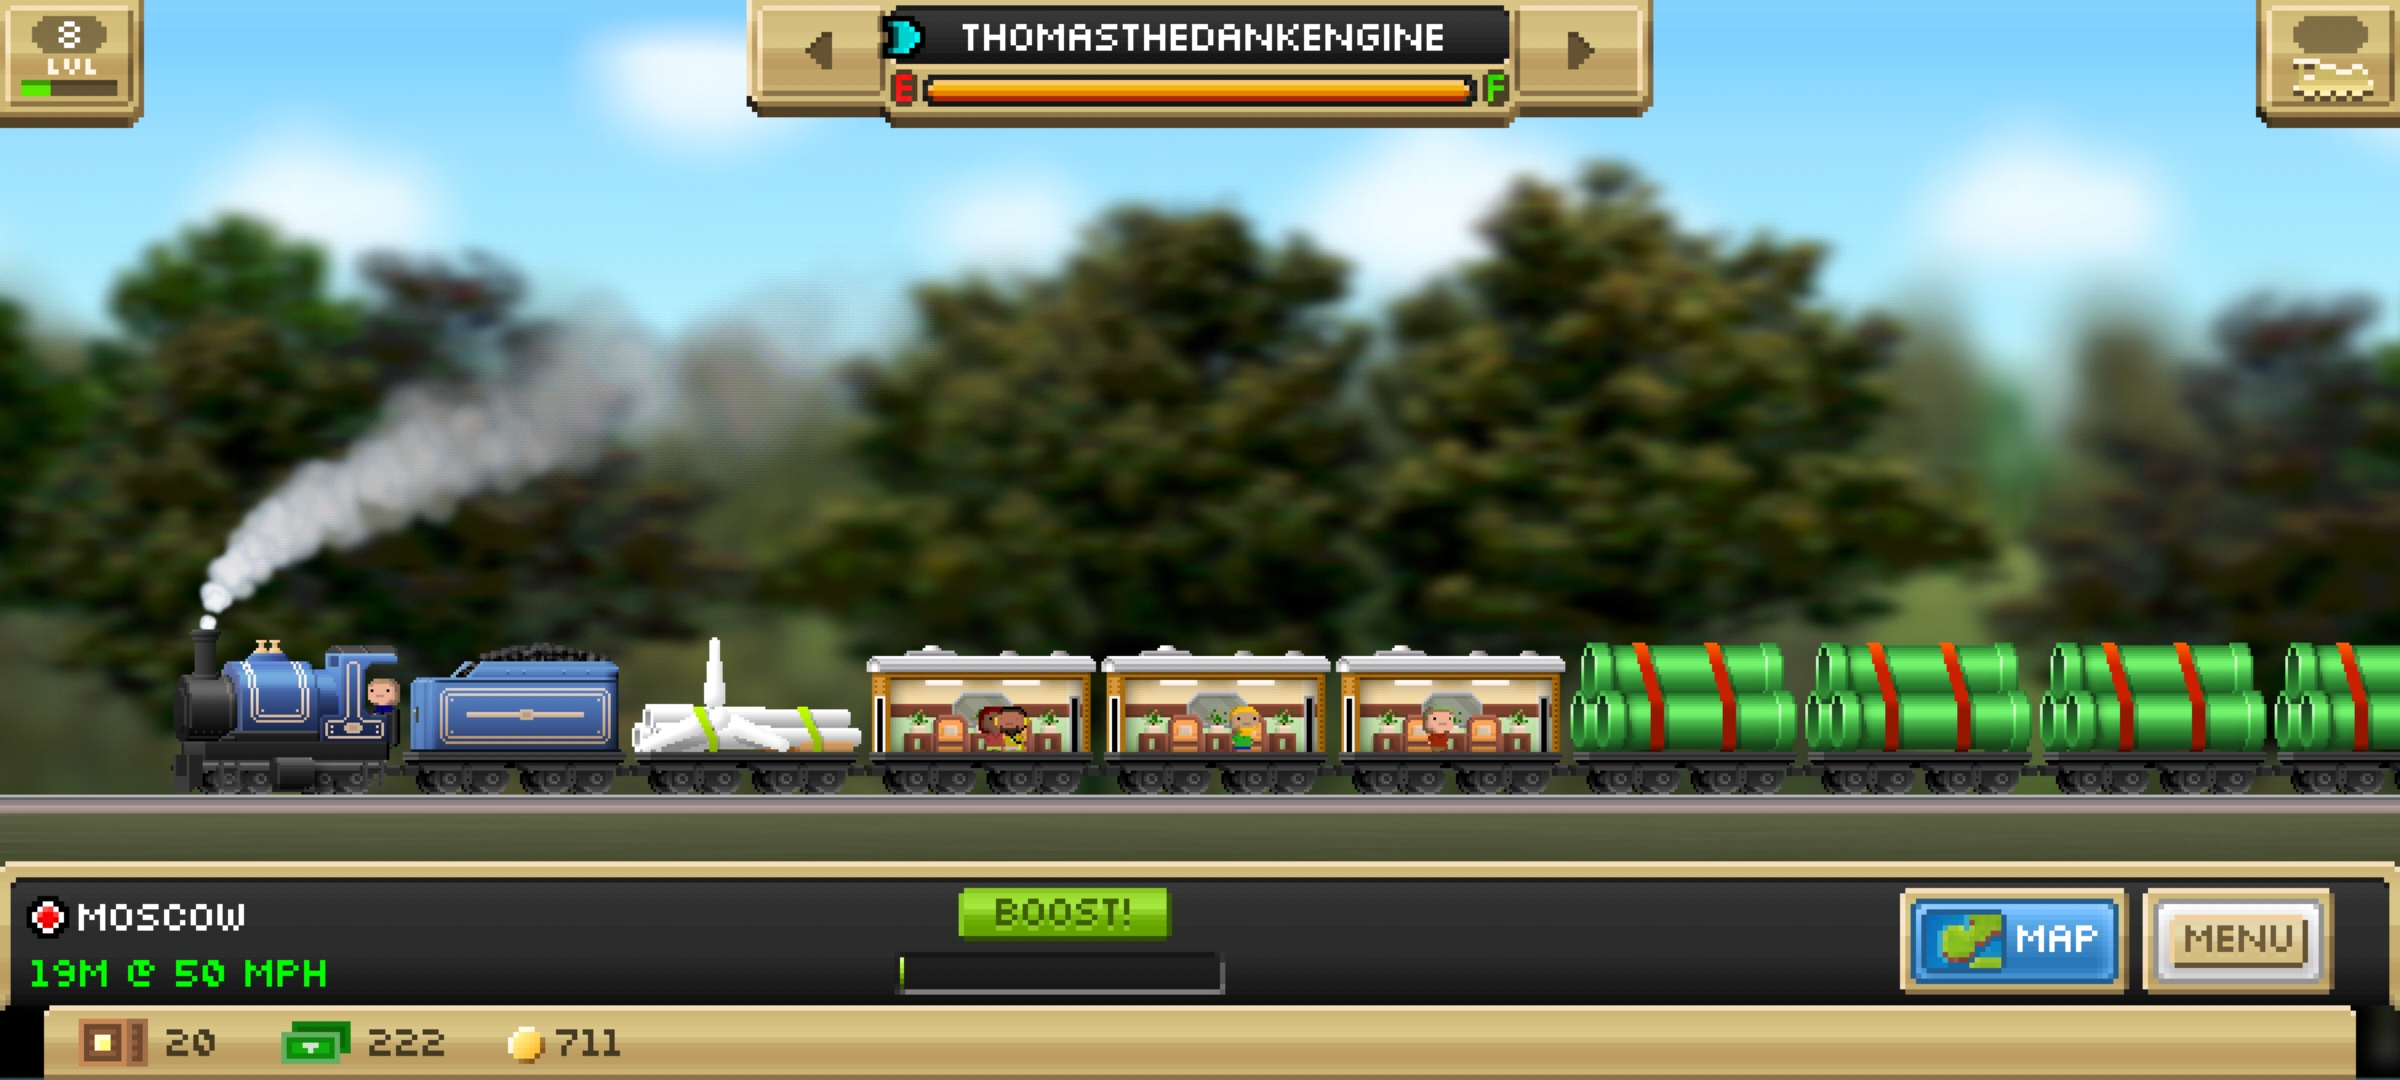 8
LVL
THOMASTHEDANKENGINE
E F
MOSCOW
19M @ 50 MPH
BOOST!
MAP
MENU
20 222 711